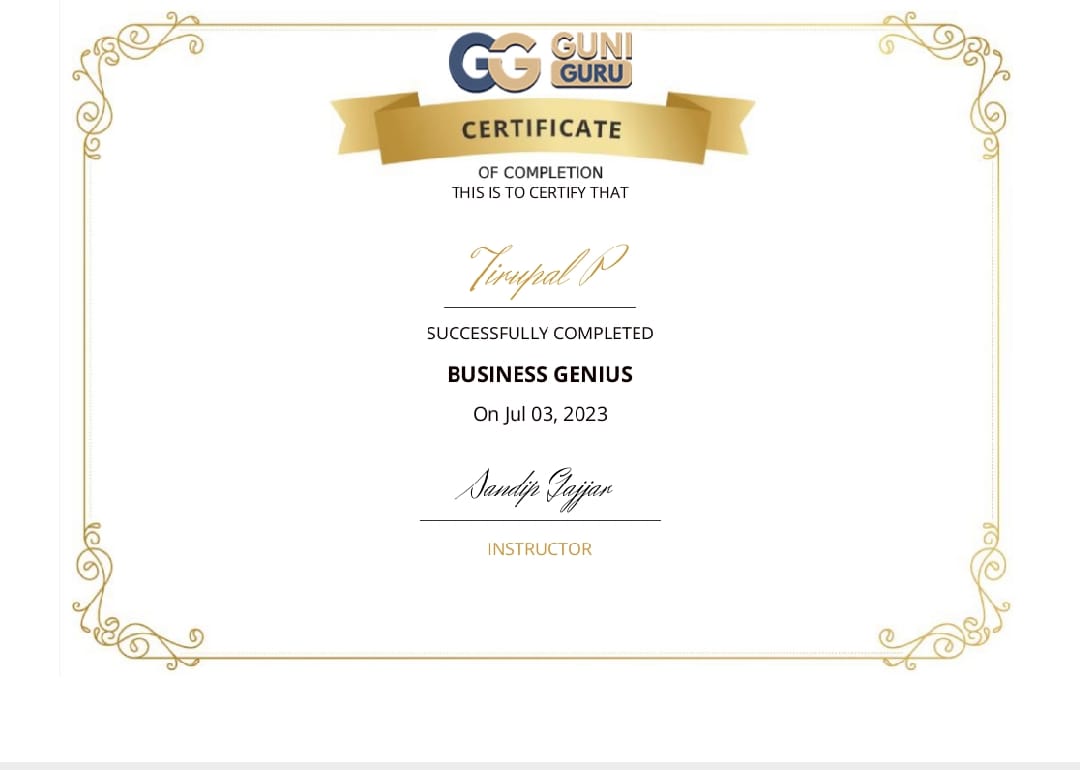 GG GUNI
GURU
CERTIFICATE
OF COMPLETION
THIS IS TO CERTIFY THAT
Tirupal P
SUCCESSFULLY COMPLETED
BUSINESS GENIUS
On Jul 03, 2023
Sandip Gajjar
INSTRUCTOR